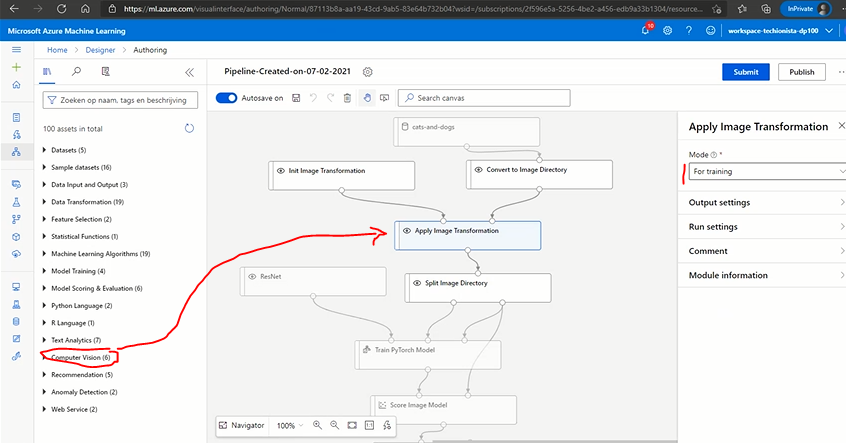 https://ml.azure.com/visualinterface/authoring/Normal/87113b8a-aa19-43cd-9ab5-83e64b732b04?wsid=/subscriptions/2f596e5a-5256-4be2-a456-edb9a33b1304/resource...
InPrivate
Microsoft Azure Machine Learning
10
workspace-techionista-dp100
Home > Designer > Authoring
Pipeline-Created-on-07-02-2021
Submit
Publish
Zoeken op naam, tags en beschrijving
Autosave on
Search canvas
100 assets in total
Datasets (5)
Sample datasets (16)
Data Input and Output (3)
Data Transformation (19)
Feature Selection (2)
Statistical Functions (1)
Machine Learning Algorithms (19)
Model Training (4)
Model Scoring & Evaluation (6)
Python Language (2)
R Language (1)
Text Analytics (7)
Computer Vision (6)
Recommendation (5)
Anomaly Detection (2)
Web Service (2)
cats-and-dogs
Init Image Transformation
Convert to Image Directory
Apply Image Transformation
ResNet
Split Image Directory
Train PyTorch Model
Score Image Model
Navigator
100%
1:1
Apply Image Transformation
Mode *
For training
Output settings
Run settings
Comment
Module information